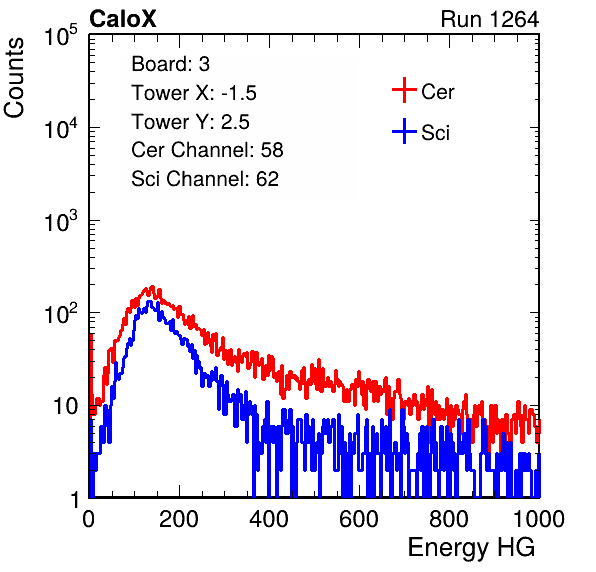 CaloX Run 1264
Counts
10^5
10^4
10^3
10^2
10
1
Board: 3
Tower X: -1.5
Tower Y: 2.5
Cer Channel: 58
Sci Channel: 62
Cer
Sci
0 200 400 600 800 1000
Energy HG